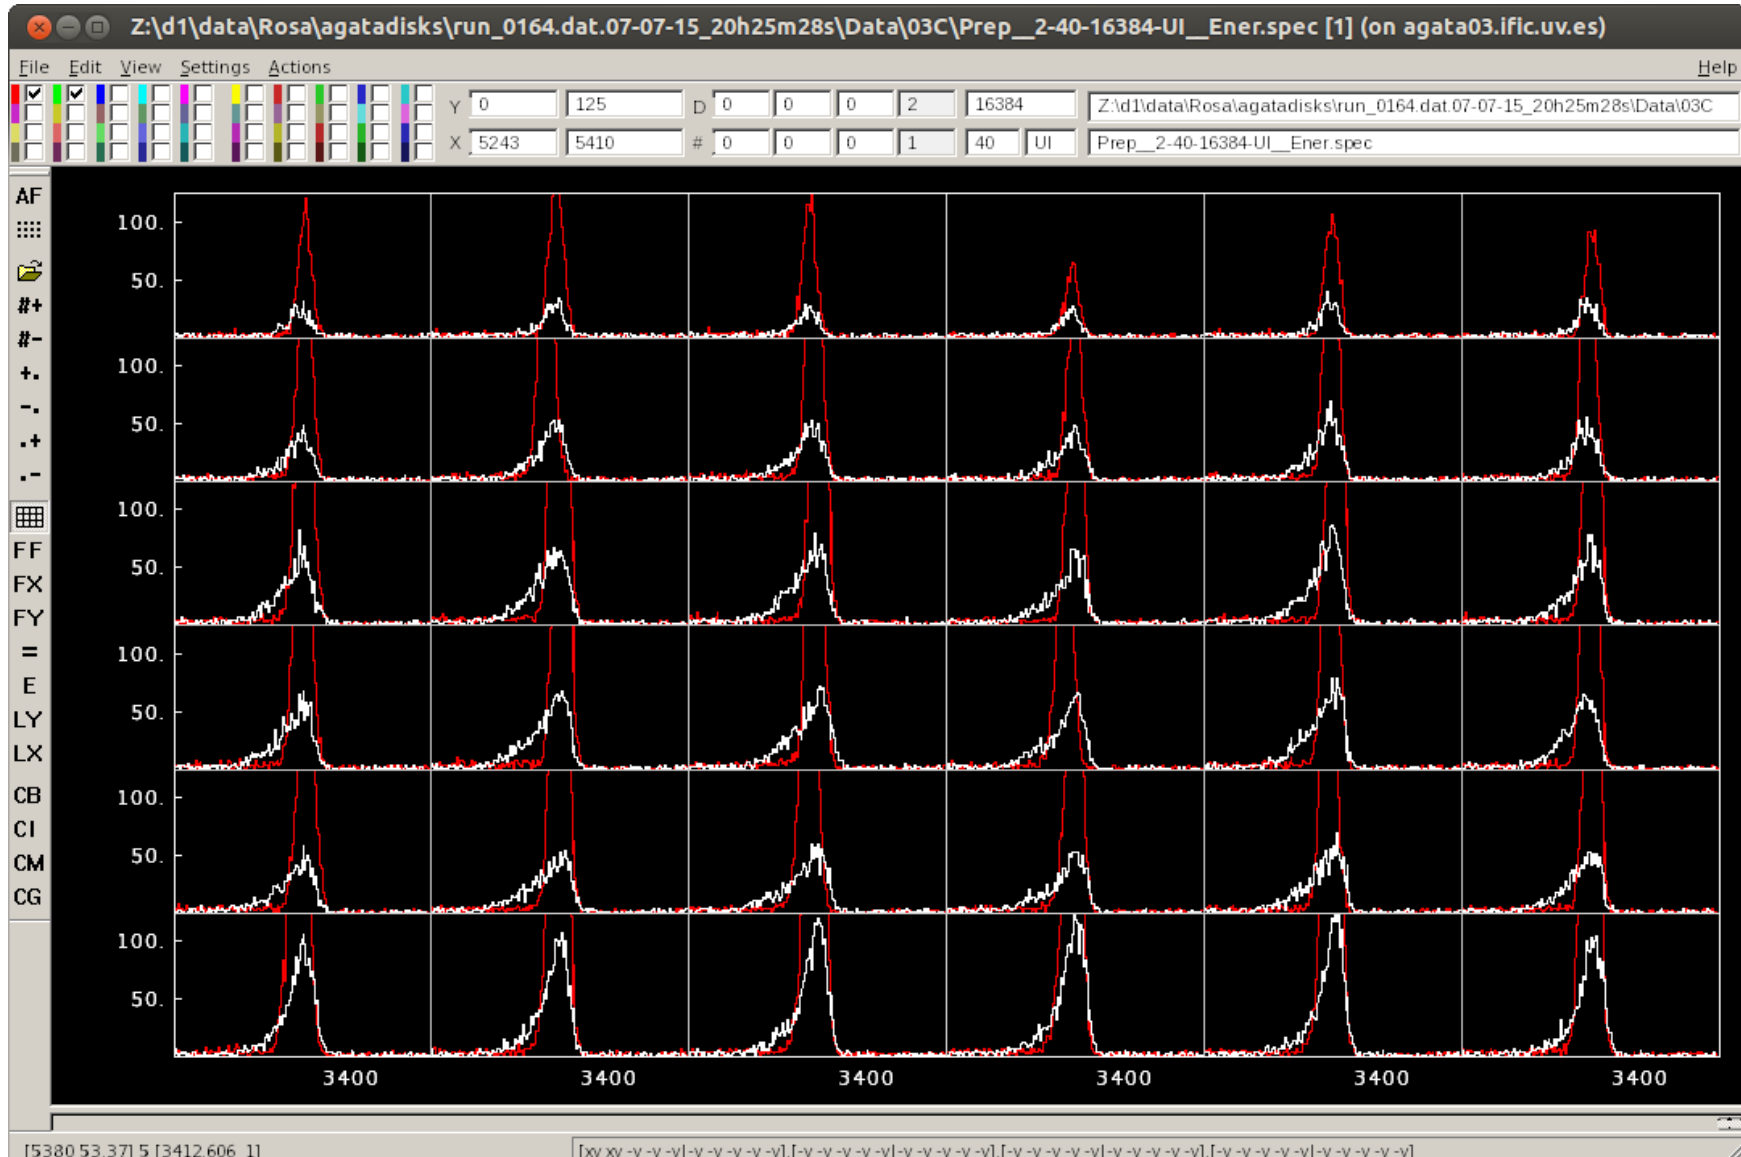 Z:\d1\data\Rosa\agatadisks\run_0164.dat.07-07-15_20h25m28s\Data\03C\Prep__2-40-16384-UI__Ener.spec [1] (on agata03.ific.uv.es)
File Edit View Settings Actions Help
Y 0 125 D 0 0 0 2 16384 Z:\d1\data\Rosa\agatadisks\run_0164.dat.07-07-15_20h25m28s\Data\03C
X 5243 5410 # 0 0 0 1 40 UI Prep__2-40-16384-UI__Ener.spec
AF
#+
#-
+.
-.
.+
.-
FF
FX
FY
=
E
LY
LX
CB
CI
CM
CG
100.
50.
100.
50.
100.
50.
100.
50.
100.
50.
100.
50.
3400 3400 3400 3400 3400 3400
[5380 53.37] 5 [3412.606 1] [xy xy -y -y -y|-y -y -y -y -y].[-y -y -y -y -y|-y -y -y -y -y].[-y -y -y -y -y|-y -y -y -y -y].[-y -y -y -y -y|-y -y -y -y -y]